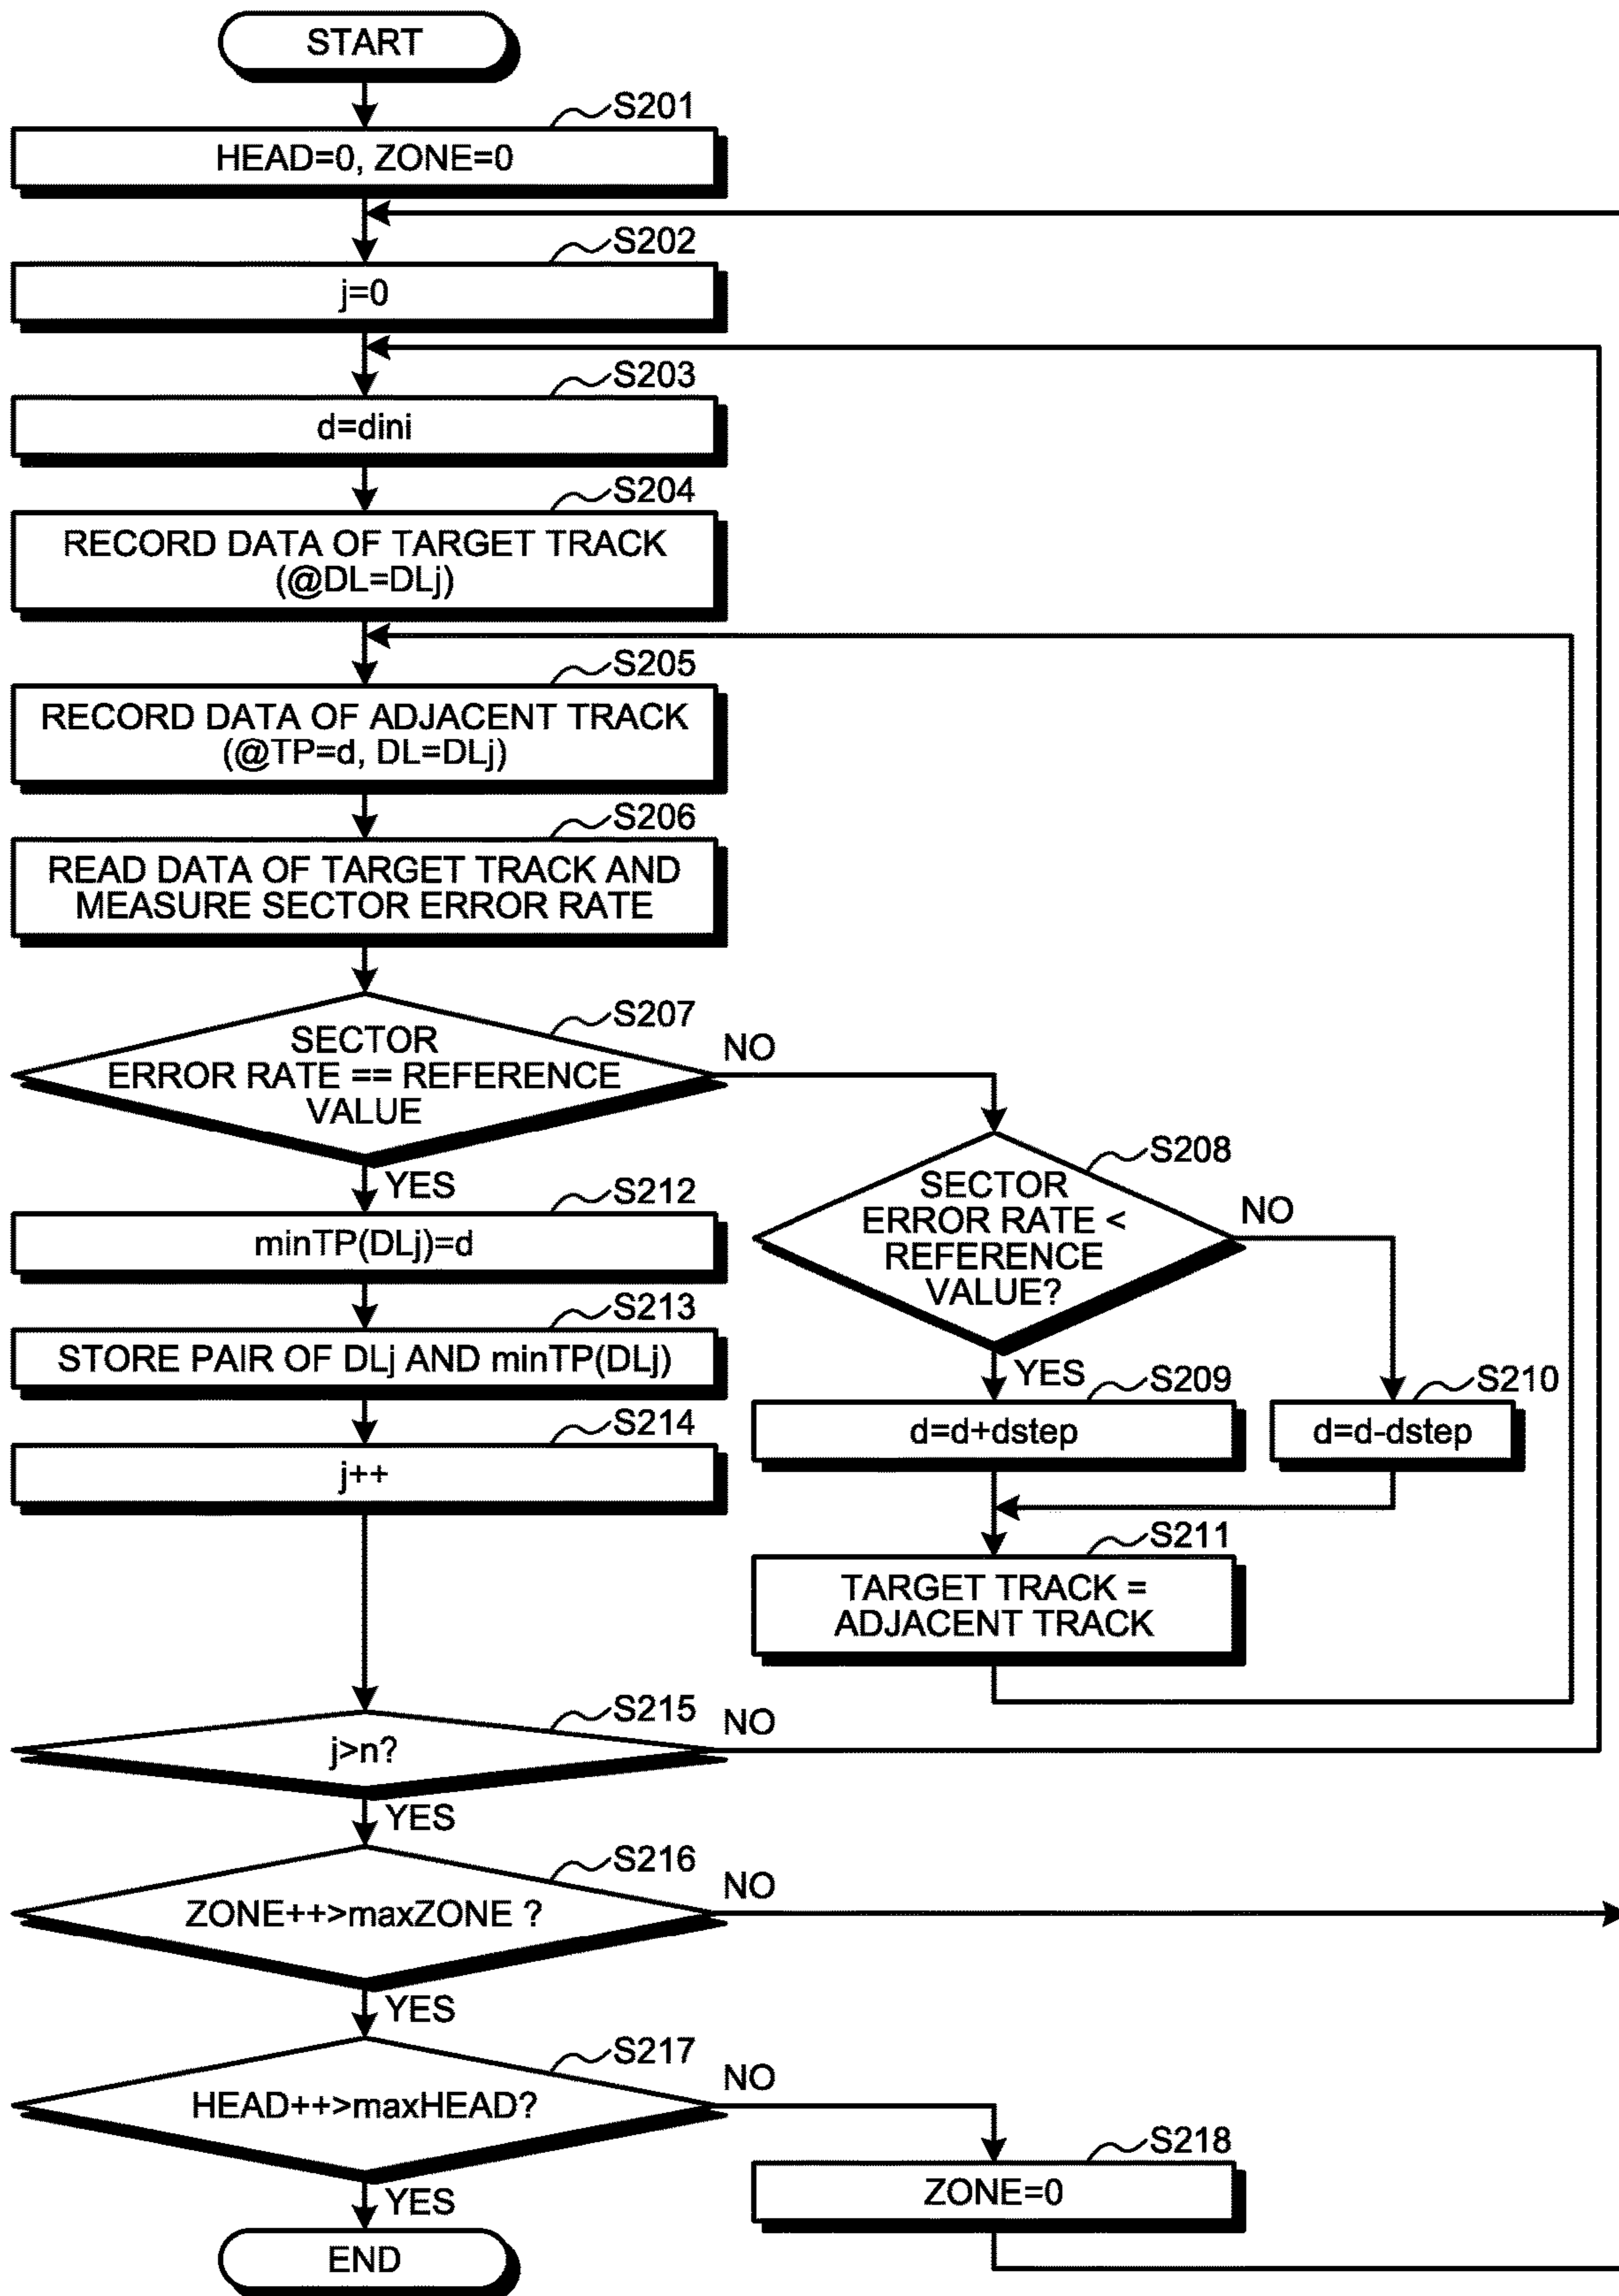 START
S201
HEAD=0, ZONE=0
S202
j=0
S203
d=dini
S204
RECORD DATA OF TARGET TRACK
(@DL=DLj)
S205
RECORD DATA OF ADJACENT TRACK
(@TP=d, DL=DLj)
S206
READ DATA OF TARGET TRACK AND
MEASURE SECTOR ERROR RATE
S207
SECTOR
ERROR RATE == REFERENCE
VALUE
NO
YES
S208
SECTOR
ERROR RATE <
REFERENCE
VALUE?
NO
YES
S209
d=d+dstep
S210
d=d-dstep
S211
TARGET TRACK =
ADJACENT TRACK
S212
minTP(DLj)=d
S213
STORE PAIR OF DLj AND minTP(DLj)
S214
j++
S215
j>n?
NO
YES
S216
ZONE++>maxZONE ?
NO
YES
S217
HEAD++>maxHEAD?
NO
YES
S218
ZONE=0
END